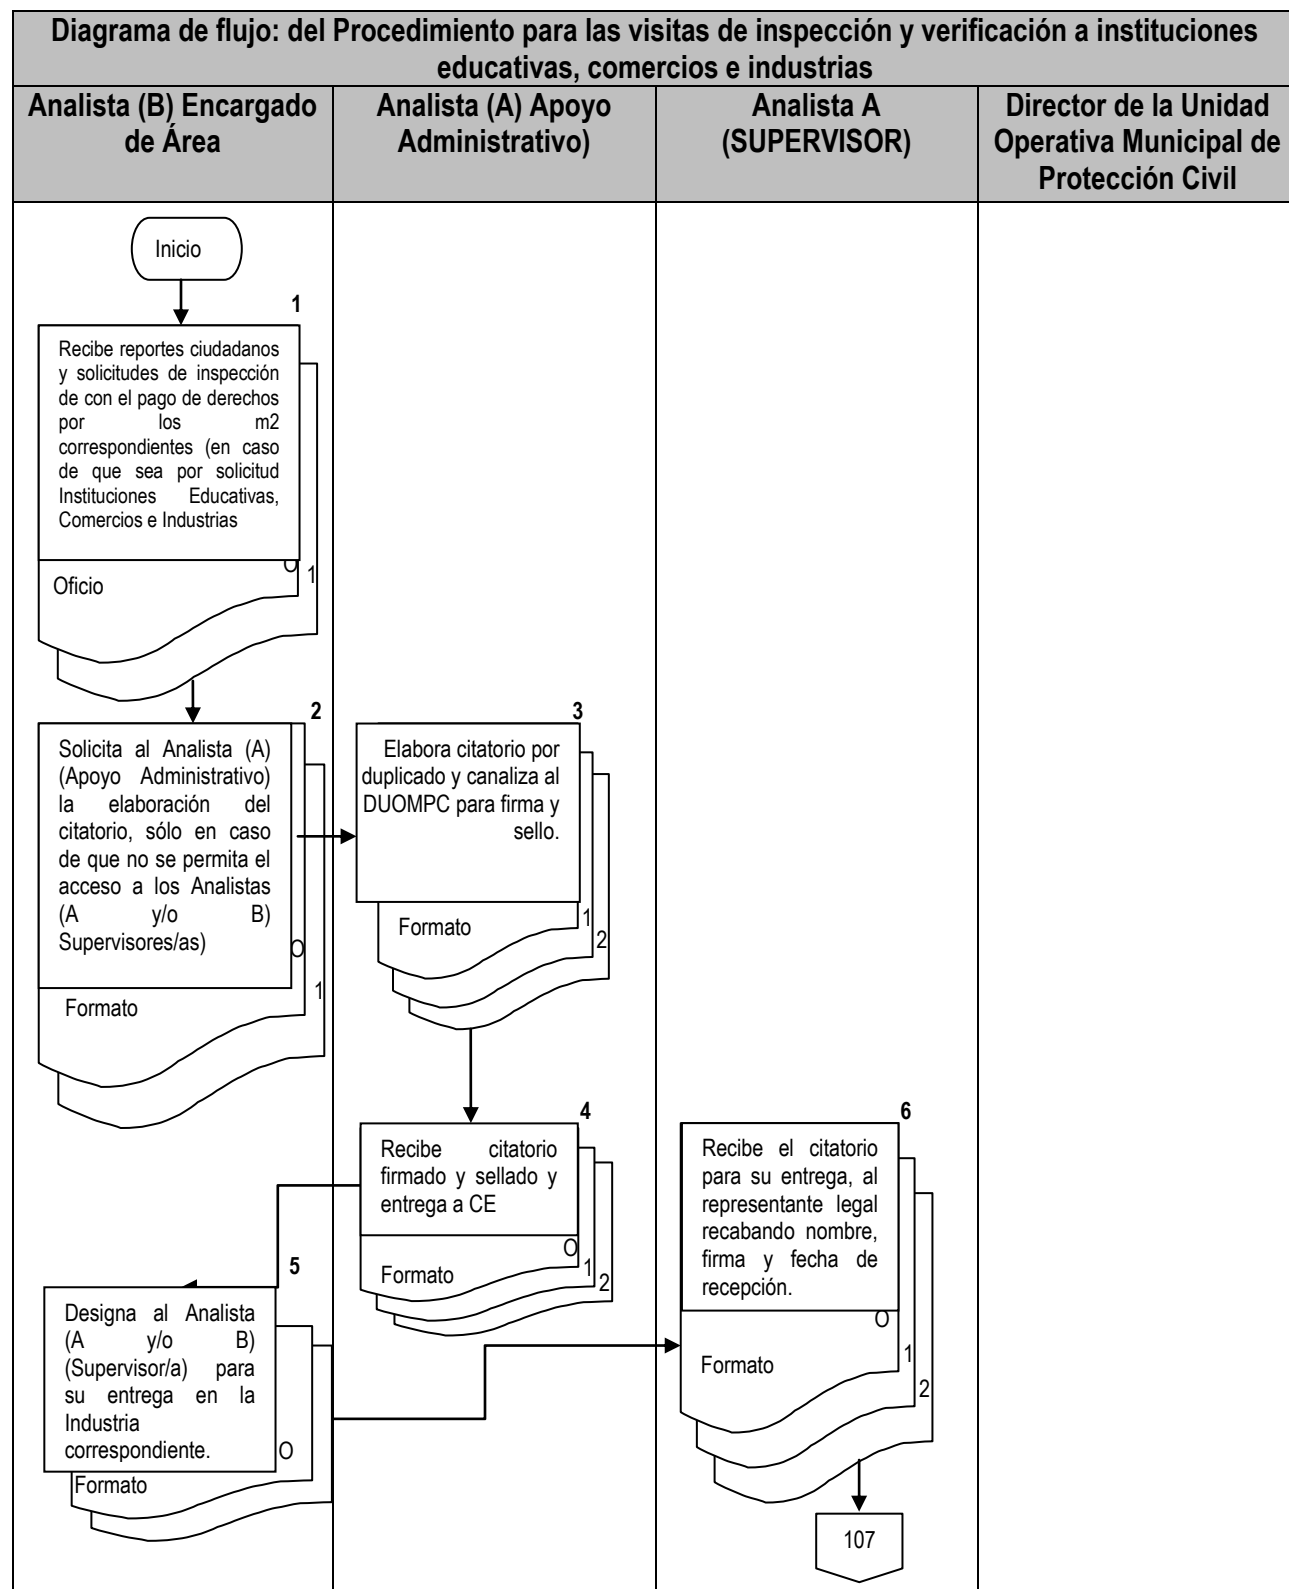 Diagrama de flujo: del Procedimiento para las visitas de inspección y verificación a instituciones
educativas, comercios e industrias
Analista (B) Encargado
de Área
Analista (A) Apoyo
Administrativo)
Analista A
(SUPERVISOR)
Director de la Unidad
Operativa Municipal de
Protección Civil
Inicio
1
Recibe reportes ciudadanos
y solicitudes de inspección
de con el pago de derechos
por los m2
correspondientes (en caso
de que sea por solicitud
Instituciones Educativas,
Comercios e Industrias
O
1
Oficio
2
Solicita al Analista (A)
(Apoyo Administrativo)
la elaboración del
citatorio, sólo en caso
de que no se permita el
acceso a los Analistas
(A y/o B)
Supervisores/as)
O
1
Formato
3
Elabora citatorio por
duplicado y canaliza al
DUOMPC para firma y
sello.
Formato
1
2
4
Recibe citatorio
firmado y sellado y
entrega a CE
O
Formato
1
2
5
Designa al Analista
(A y/o B)
(Supervisor/a) para
su entrega en la
Industria
correspondiente.
O
Formato
6
Recibe el citatorio
para su entrega, al
representante legal
recabando nombre,
firma y fecha de
recepción.
O
Formato
1
2
107